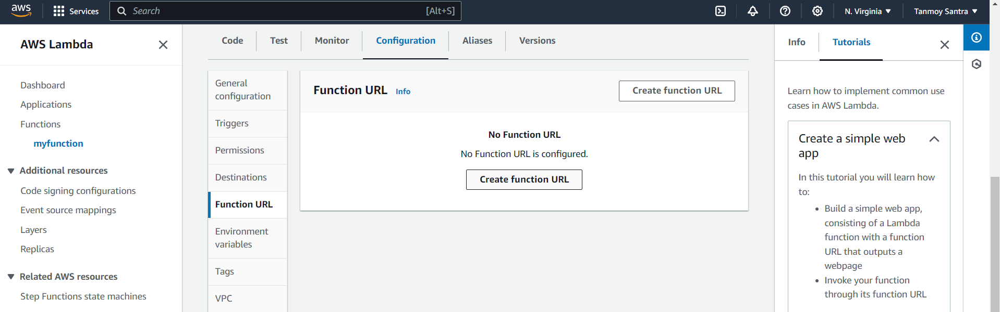 aws
Services
Search
[Alt+S]
N. Virginia
Tanmoy Santra
AWS Lambda
Dashboard
Applications
Functions
myfunction
Additional resources
Code signing configurations
Event source mappings
Layers
Replicas
Related AWS resources
Step Functions state machines
Code
Test
Monitor
Configuration
Aliases
Versions
General
configuration
Triggers
Permissions
Destinations
Function URL
Environment
variables
Tags
VPC
Function URL
Info
Create function URL
No Function URL
No Function URL is configured.
Create function URL
Info
Tutorials
Learn how to implement common use
cases in AWS Lambda.
Create a simple web
app
In this tutorial you will learn how
to:
• Build a simple web app,
consisting of a Lambda
function with a function
URL that outputs a
webpage
• Invoke your function
through its function URL